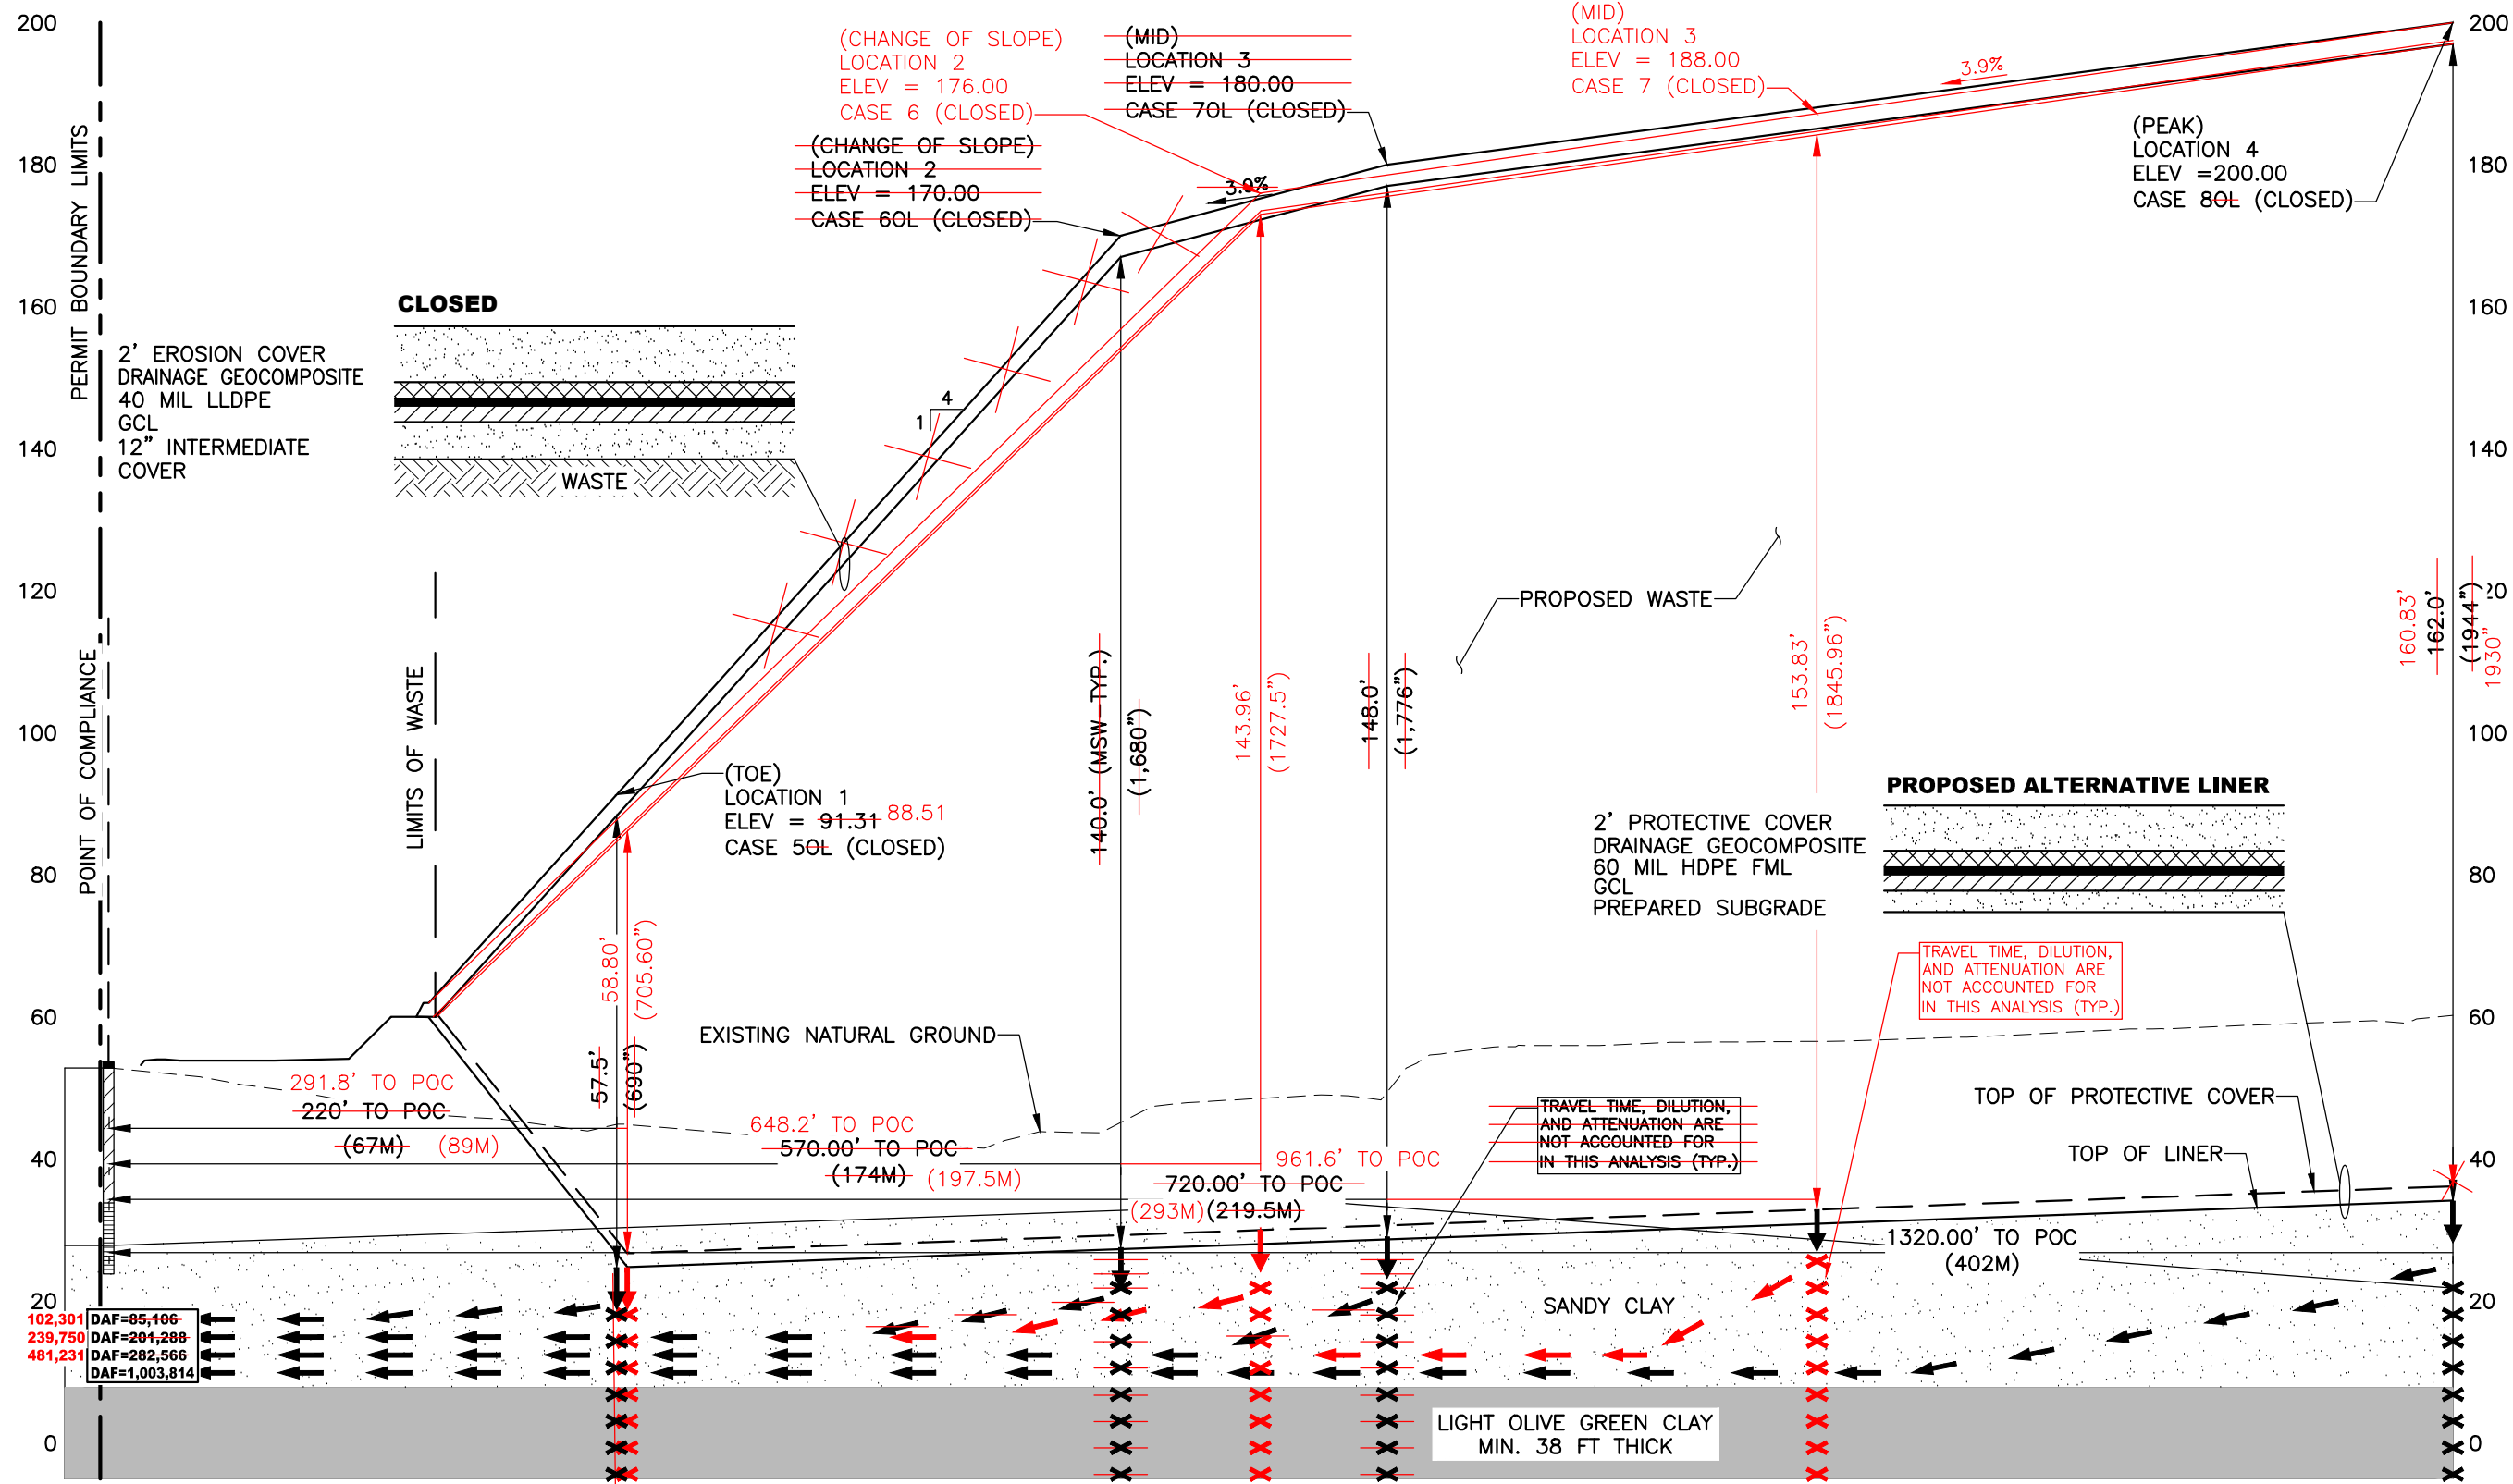 200
180
160
140
120
100
80
60
40
20
0
PERMIT BOUNDARY LIMITS
POINT OF COMPLIANCE
LIMITS OF WASTE
(CHANGE OF SLOPE)
LOCATION 2
ELEV = 176.00
CASE 6 (CLOSED)
(MID)
LOCATION 3
ELEV = 180.00
CASE 7OL (CLOSED)
(MID)
LOCATION 3
ELEV = 188.00
CASE 7 (CLOSED)
3.9%
(CHANGE OF SLOPE)
LOCATION 2
ELEV = 170.00
CASE 6OL (CLOSED)
3.9%
(PEAK)
LOCATION 4
ELEV =200.00
CASE 8OL (CLOSED)
CLOSED
2' EROSION COVER
DRAINAGE GEOCOMPOSITE
40 MIL LLDPE
GCL
12" INTERMEDIATE
COVER
WASTE
4
1
PROPOSED WASTE
(TOE)
LOCATION 1
ELEV = 91.31 88.51
CASE 5OL (CLOSED)
140.0' (MSW-TYP.)
(1,680")
143.96'
(1727.5")
148.0'
(1,776")
153.83'
(1845.96")
160.83'
162.0'
(1944")
1930"
58.80'
(705.60")
57.5'
(690")
PROPOSED ALTERNATIVE LINER
2' PROTECTIVE COVER
DRAINAGE GEOCOMPOSITE
60 MIL HDPE FML
GCL
PREPARED SUBGRADE
TRAVEL TIME, DILUTION,
AND ATTENUATION ARE
NOT ACCOUNTED FOR
IN THIS ANALYSIS (TYP.)
EXISTING NATURAL GROUND
291.8' TO POC
220' TO POC
(67M) (89M)
648.2' TO POC
570.00' TO POC
(174M) (197.5M)
961.6' TO POC
720.00' TO POC
(293M) (219.5M)
TRAVEL TIME, DILUTION,
AND ATTENUATION ARE
NOT ACCOUNTED FOR
IN THIS ANALYSIS (TYP.)
TOP OF PROTECTIVE COVER
TOP OF LINER
1320.00' TO POC
(402M)
SANDY CLAY
102,301 DAF=85,106
239,750 DAF=201,288
481,231 DAF=282,566
DAF=1,003,814
LIGHT OLIVE GREEN CLAY
MIN. 38 FT THICK
200
180
160
140
20
100
80
60
40
20
0